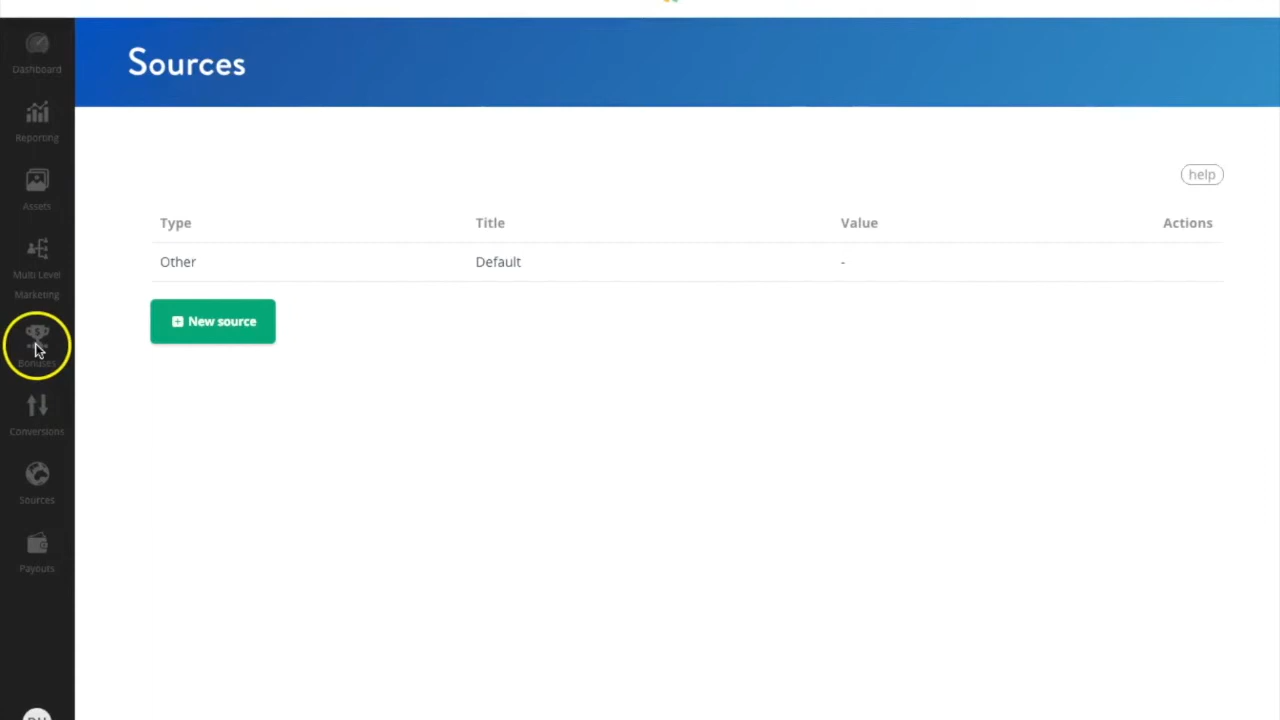 Sources
Dashboard
Reporting
Assets
Multi Level
Marketing
Bonuses
Conversions
Sources
Payouts
help
Type Title Value Actions
Other Default -
New source